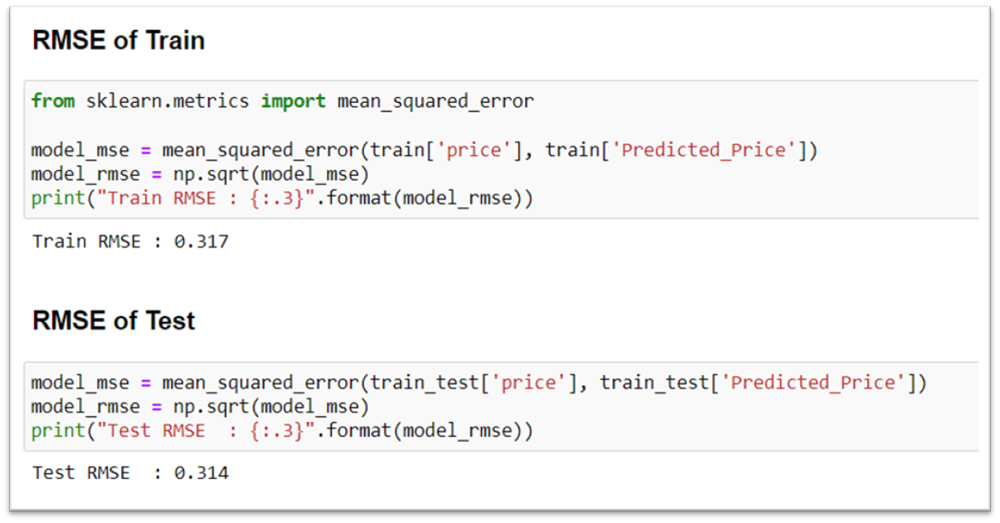 RMSE of Train
from sklearn.metrics import mean_squared_error
model_mse = mean_squared_error(train['price'], train['Predicted_Price'])
model_rmse = np.sqrt(model_mse)
print("Train RMSE : {:.3}".format(model_rmse))
Train RMSE : 0.317
RMSE of Test
model_mse = mean_squared_error(train_test['price'], train_test['Predicted_Price'])
model_rmse = np.sqrt(model_mse)
print("Test RMSE  : {:.3}".format(model_rmse))
Test RMSE  : 0.314